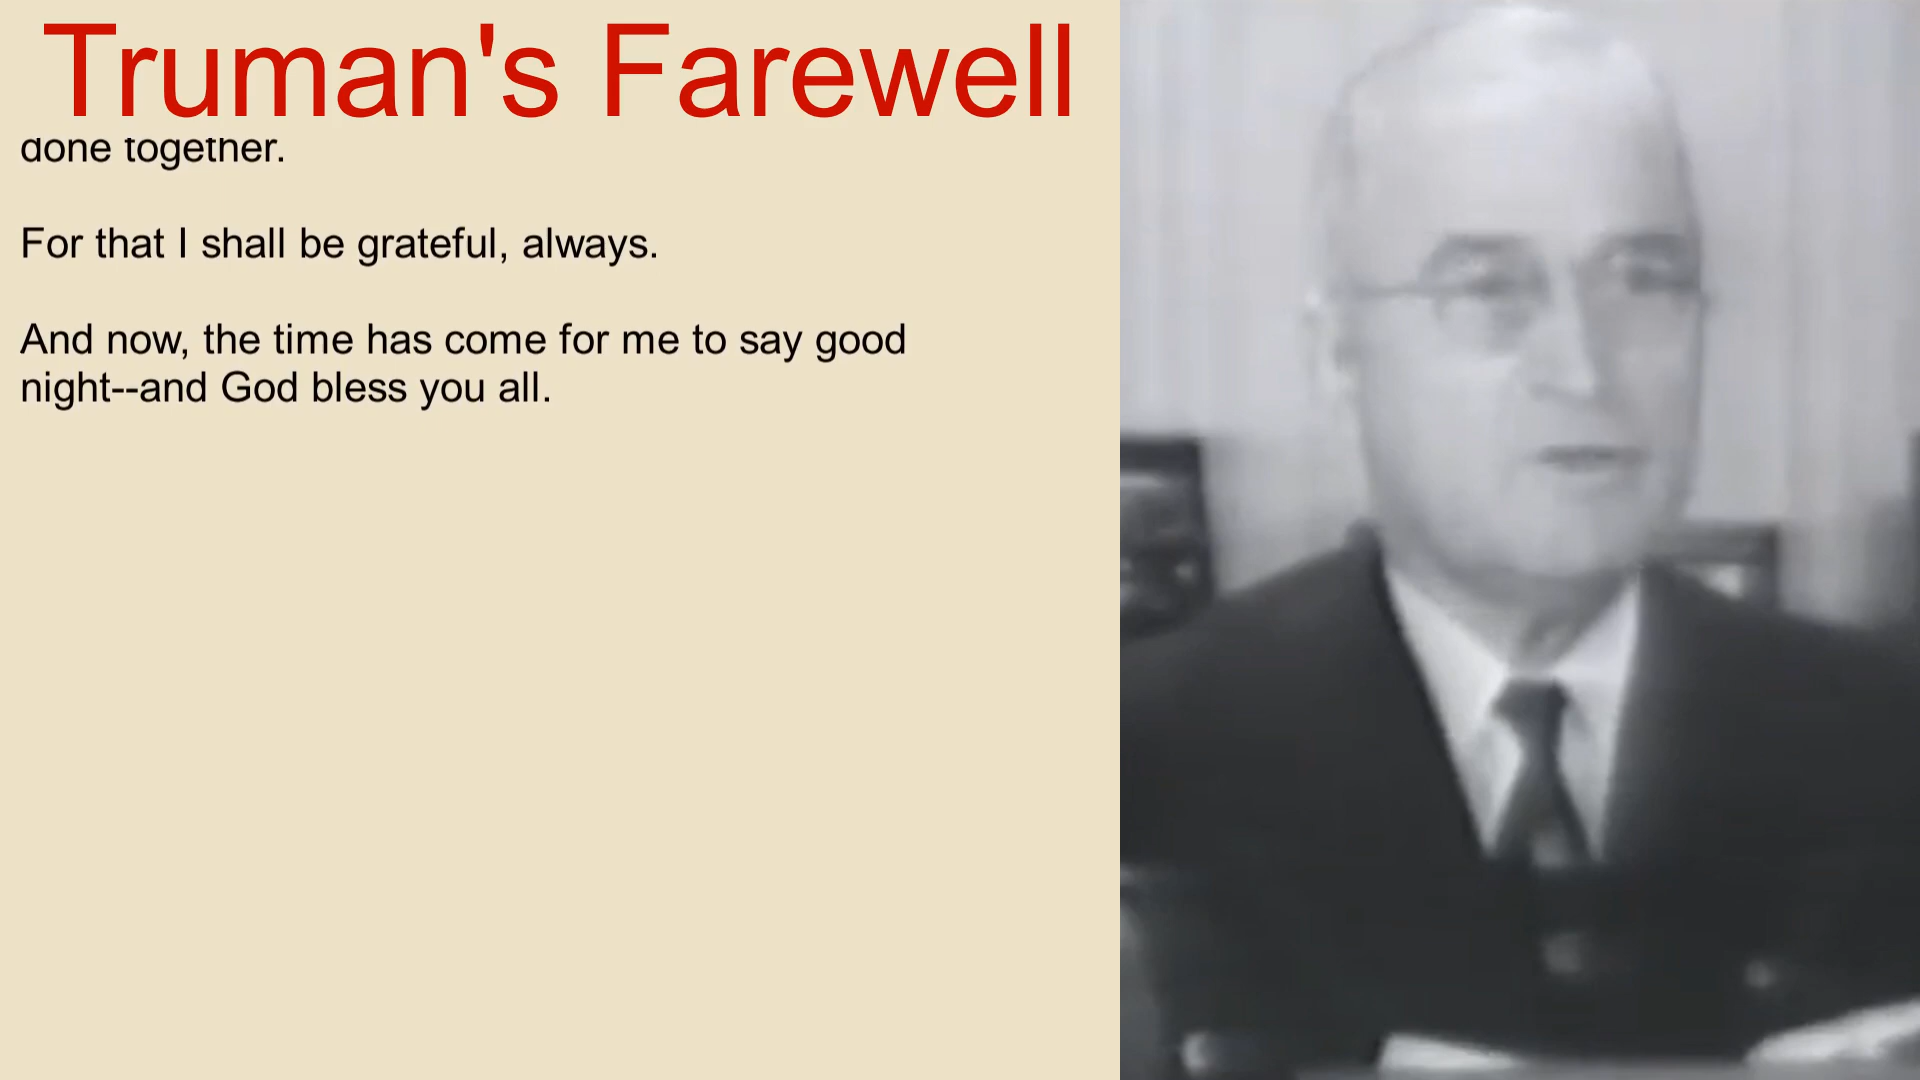 Truman's Farewell
done together.
For that I shall be grateful, always.
And now, the time has come for me to say good
night--and God bless you all.